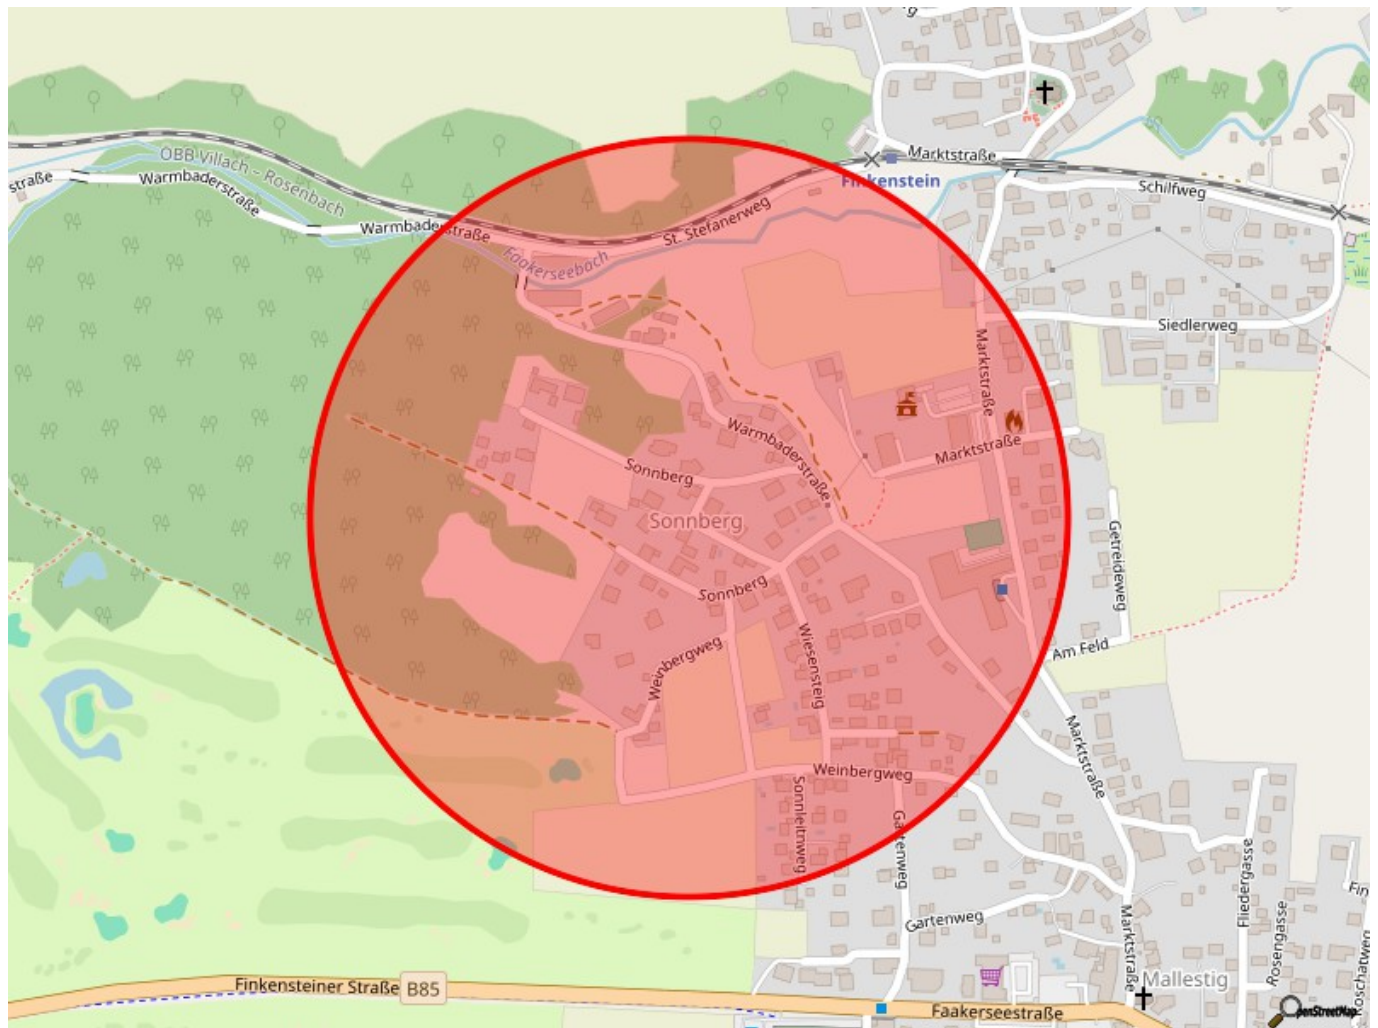 ÖBB Villach - Rosenbach
straße
Warmbaderstraße
Warmbaderstraße
Marktstraße
Finkenstein
Schilfweg
St. Stefanerweg
Faakerseebach
Siedlerweg
Marktstraße
Warmbaderstraße
Marktstraße
Sonnberg
Sonnberg
Sonnberg
Getreideweg
Wiesensteig
Weinbergweg
Am Feld
Marktstraße
Weinbergweg
Sonnleitnweg
Gartenweg
Gartenweg
Marktstraße
Fliedergasse
Rosengasse
Fin
Mallestig
Finkensteiner Straße
B85
Faakerseestraße
OpenStreetMap